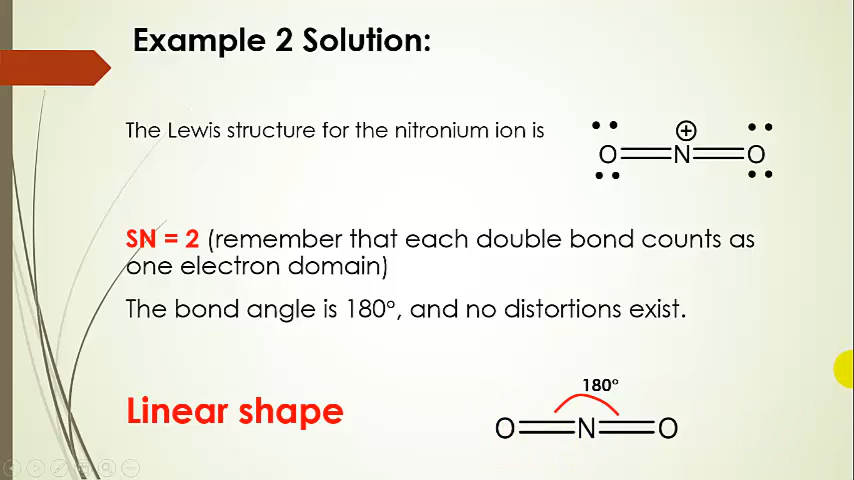 Example 2 Solution:
The Lewis structure for the nitronium ion is
O N O
SN = 2 (remember that each double bond counts as
one electron domain)
The bond angle is 180°, and no distortions exist.
180°
Linear shape
O N O